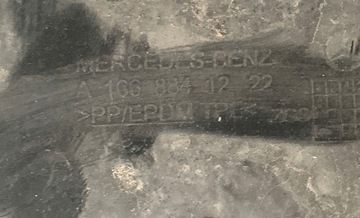 MERCEDES-BENZ
A 166 884 12 22
>PP/EPDM